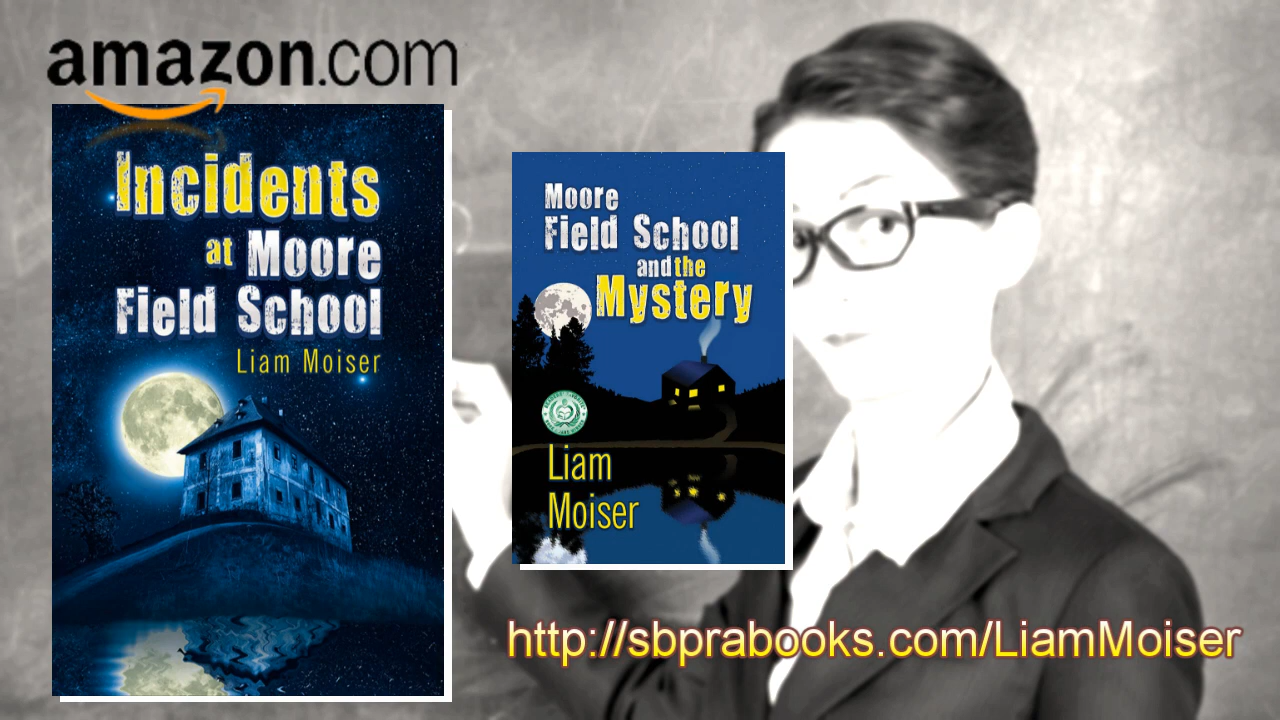 amazon.com
Incidents
at Moore
Field School
Liam Moiser
Moore
Field School
and the
Mystery
Liam
Moiser
http://sbprabooks.com/LiamMoiser